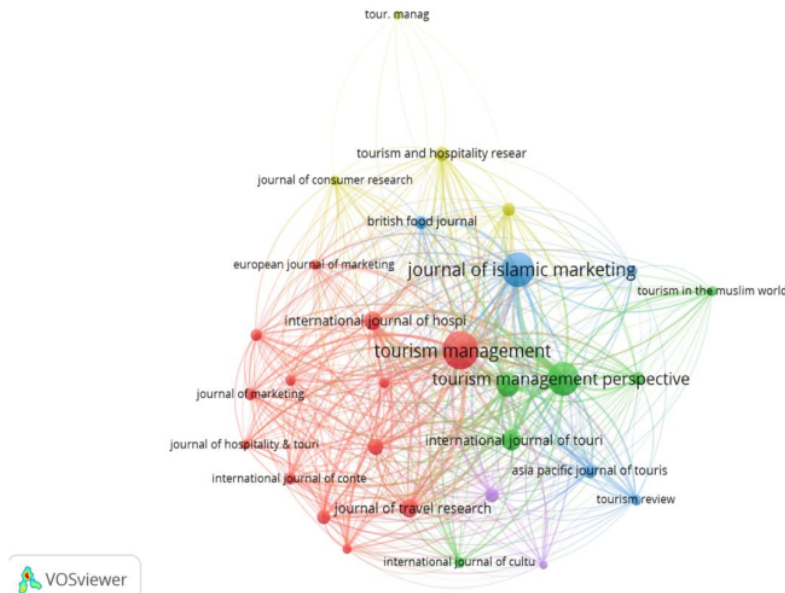 tour. manag
tourism and hospitality resear
journal of consumer research
british food journal
european journal of marketing
journal of islamic marketing
tourism in the muslim world
international journal of hospi
tourism management
tourism management perspective
journal of marketing
international journal of touri
journal of hospitality & touri
asia pacific journal of touris
international journal of conte
tourism review
journal of travel research
international journal of cultu
VOSviewer